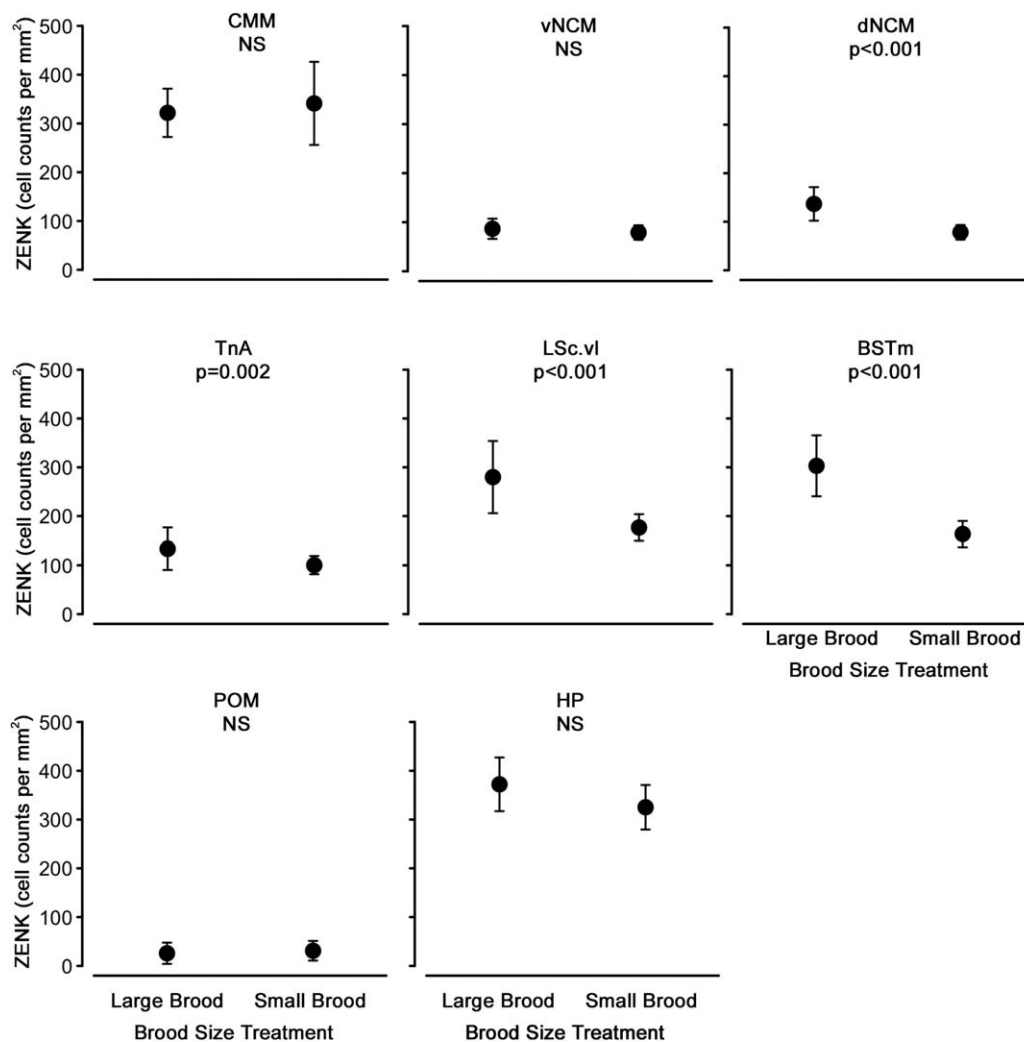 CMM
NS
vNCM
NS
dNCM
p<0.001
ZENK (cell counts per mm²)
500
400
300
200
100
0
TnA
p=0.002
LSc.vl
p<0.001
BSTm
p<0.001
ZENK (cell counts per mm²)
500
400
300
200
100
0
Large Brood Small Brood
Brood Size Treatment
POM
NS
HP
NS
ZENK (cell counts per mm²)
500
400
300
200
100
0
Large Brood Small Brood
Brood Size Treatment
Large Brood Small Brood
Brood Size Treatment